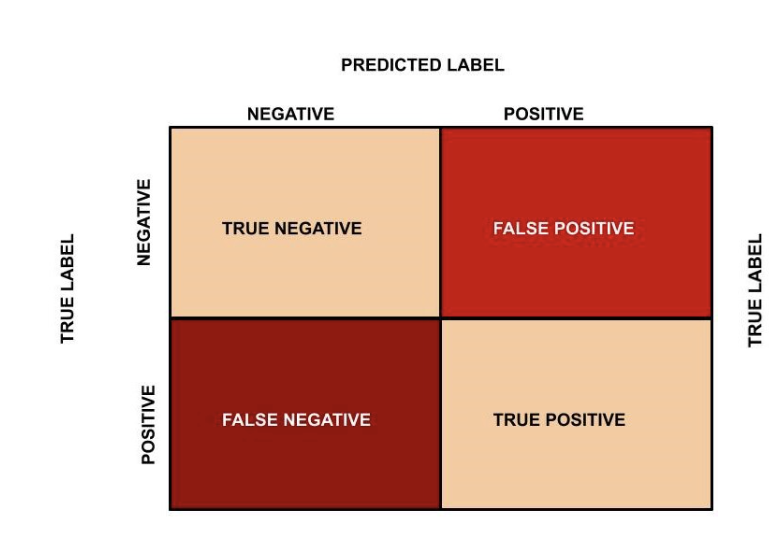 PREDICTED LABEL
NEGATIVE POSITIVE
NEGATIVE
TRUE NEGATIVE FALSE POSITIVE
TRUE LABEL
TRUE LABEL
POSITIVE
FALSE NEGATIVE TRUE POSITIVE